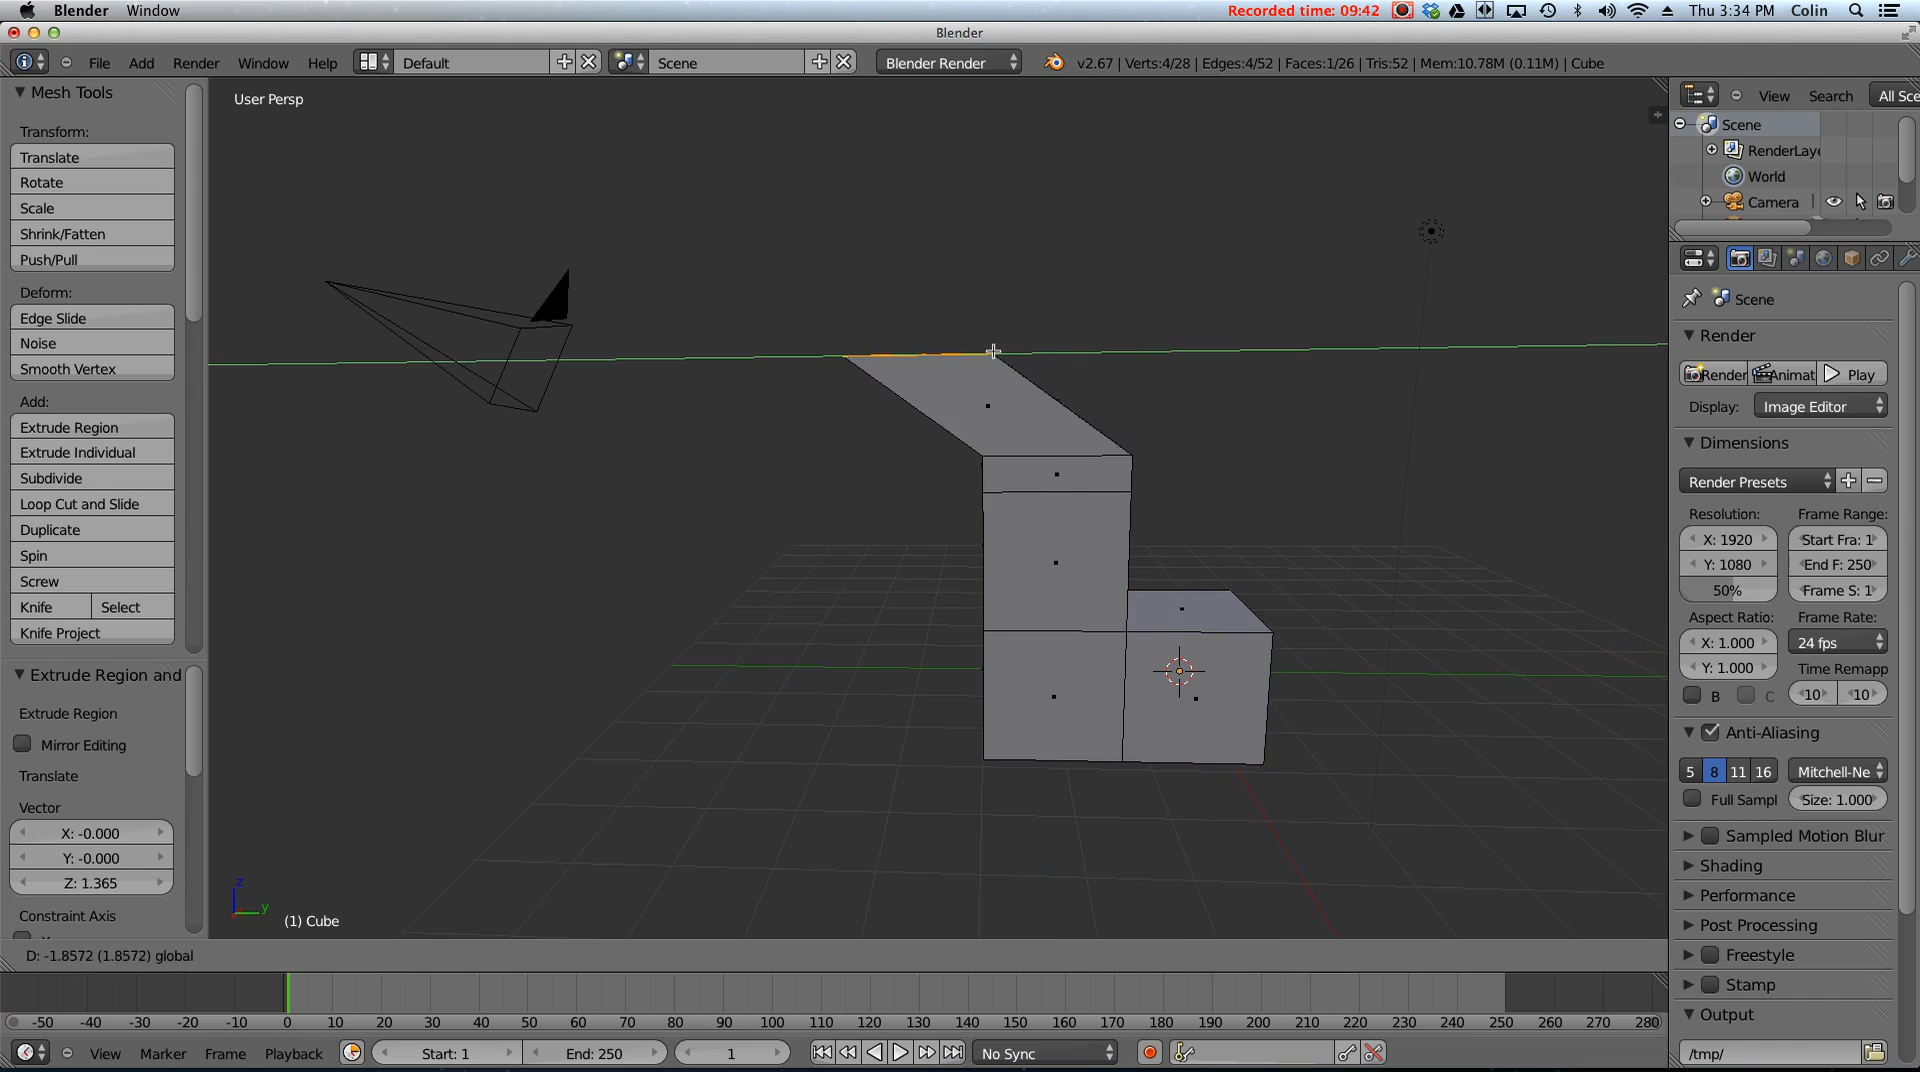 Blender Window
Recorded time: 09:42
Thu 3:34 PM Colin
Blender
File Add Render Window Help Default Scene Blender Render v2.67 | Verts:4/28 | Edges:4/52 | Faces:1/26 | Tris:52 | Mem:10.78M (0.11M) | Cube
Mesh Tools
Transform:
Translate
Rotate
Scale
Shrink/Fatten
Push/Pull
Deform:
Edge Slide
Noise
Smooth Vertex
Add:
Extrude Region
Extrude Individual
Subdivide
Loop Cut and Slide
Duplicate
Spin
Screw
Knife Select
Knife Project
Extrude Region and
Extrude Region
Mirror Editing
Translate
Vector
X: -0.000
Y: -0.000
Z: 1.365
Constraint Axis
User Persp
z
y
(1) Cube
D: -1.8572 (1.8572) global
View Search All Sce
Scene
RenderLaye
World
Camera
Scene
Render
Render Animat Play
Display: Image Editor
Dimensions
Render Presets
Resolution: Frame Range:
X: 1920 Start Fra: 1
Y: 1080 End F: 250
50% Frame S: 1
Aspect Ratio: Frame Rate:
X: 1.000 24 fps
Y: 1.000 Time Remapp
B C 10 10
Anti-Aliasing
5 8 11 16 Mitchell-Ne
Full Sampl Size: 1.000
Sampled Motion Blur
Shading
Performance
Post Processing
Freestyle
Stamp
Output
/tmp/
-50 -40 -30 -20 -10 0 10 20 30 40 50 60 70 80 90 100 110 120 130 140 150 160 170 180 190 200 210 220 230 240 250 260 270 280
View Marker Frame Playback Start: 1 End: 250 1 No Sync